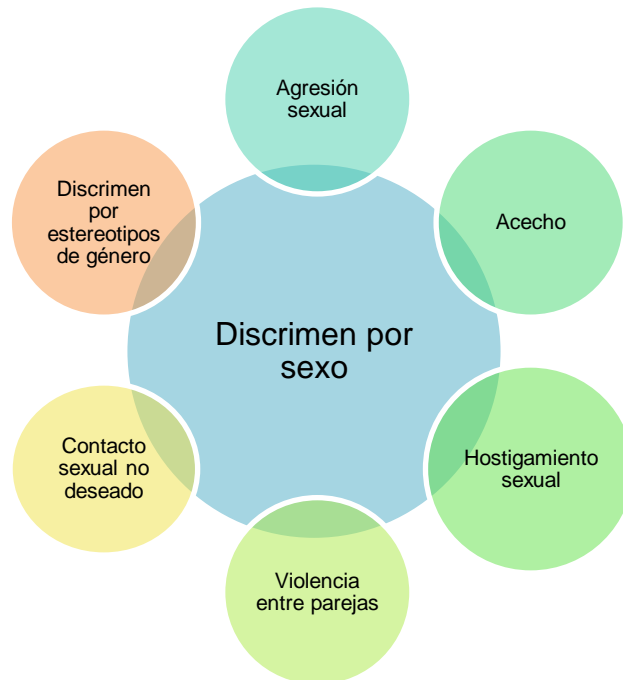 Agresión
sexual
Acecho
Hostigamiento
sexual
Violencia
entre parejas
Contacto
sexual no
deseado
Discrimen
por
estereotipos
de género
Discrimen por
sexo